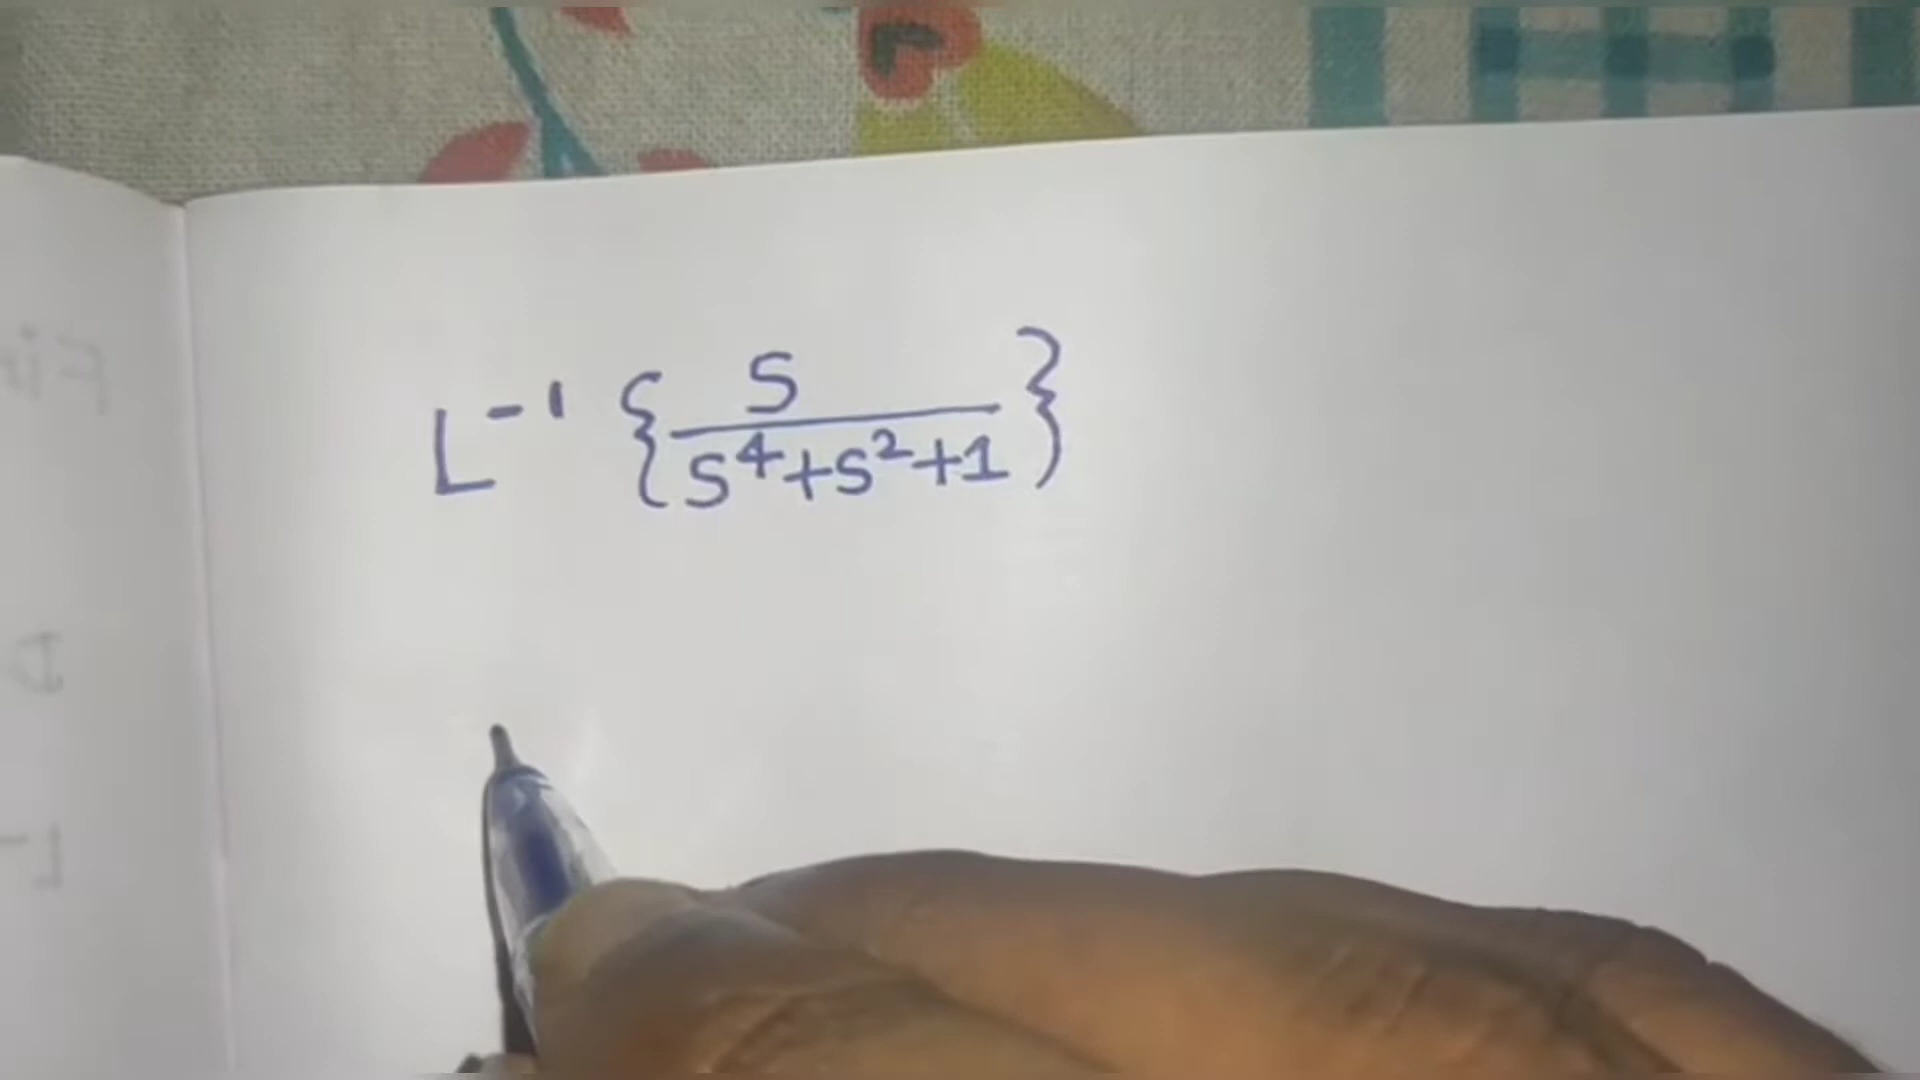 L⁻¹ { S / (S⁴+S²+1) }